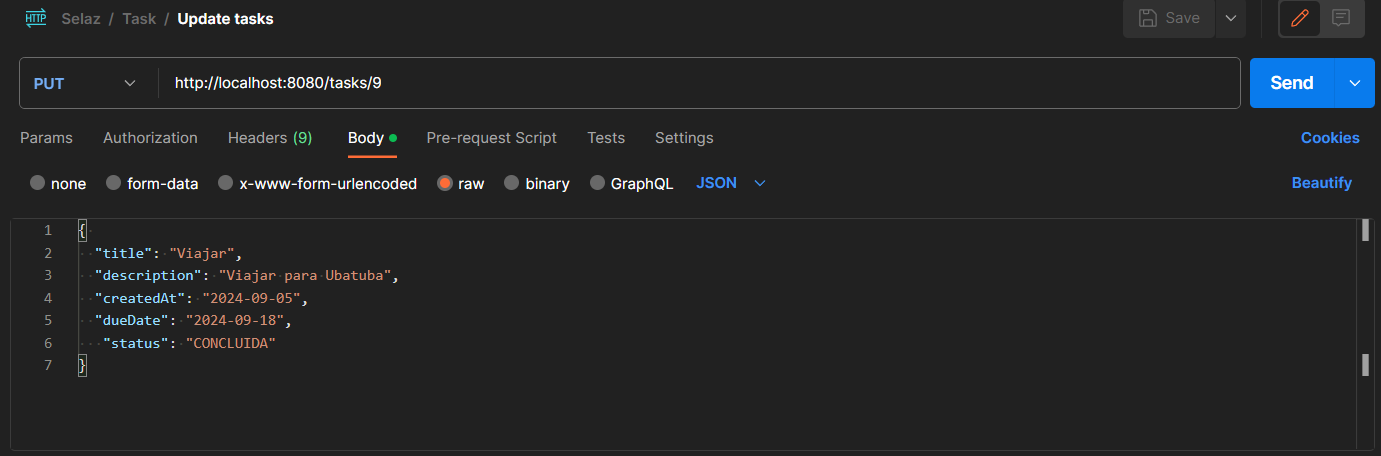 HTTP Selaz / Task / Update tasks Save
PUT http://localhost:8080/tasks/9 Send
Params Authorization Headers (9) Body Pre-request Script Tests Settings Cookies
none form-data x-www-form-urlencoded raw binary GraphQL JSON Beautify
1 {
2 "title": "Viajar",
3 "description": "Viajar para Ubatuba",
4 "createdAt": "2024-09-05",
5 "dueDate": "2024-09-18",
6 "status": "CONCLUIDA"
7 }